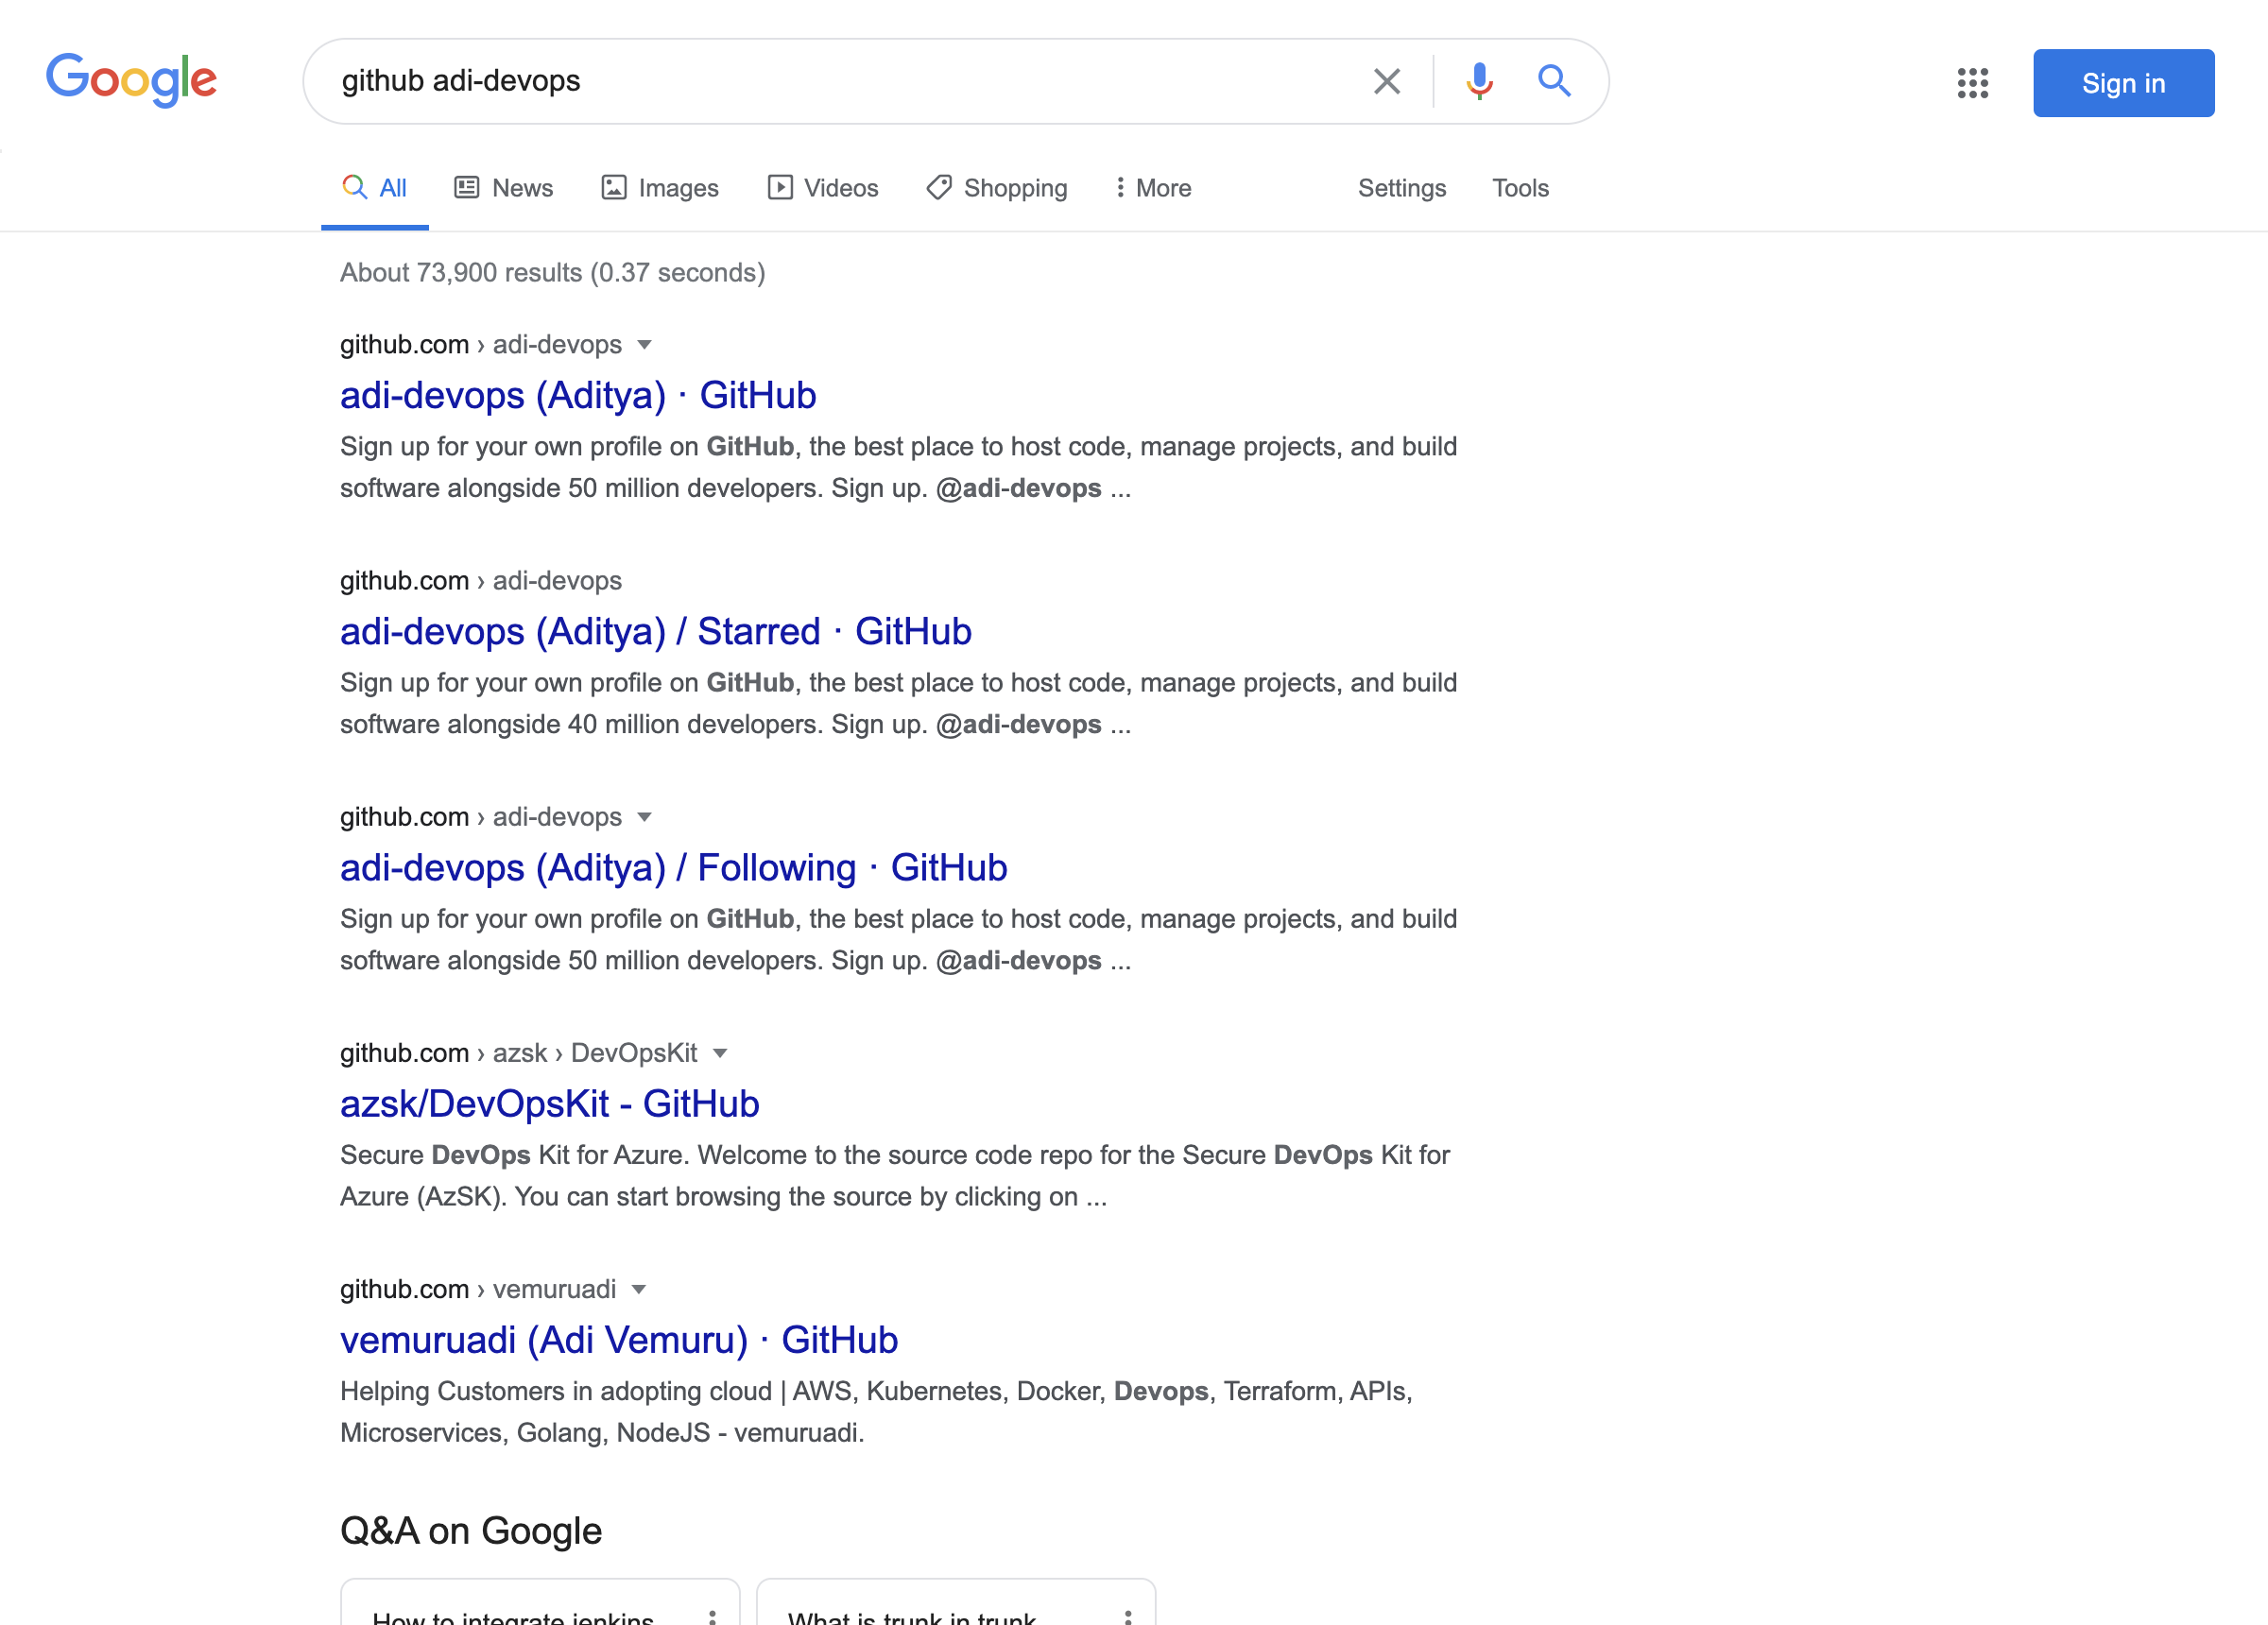 Google
github adi-devops
Sign in
All News Images Videos Shopping More Settings Tools
About 73,900 results (0.37 seconds)
github.com › adi-devops
adi-devops (Aditya) · GitHub
Sign up for your own profile on GitHub, the best place to host code, manage projects, and build
software alongside 50 million developers. Sign up. @adi-devops ...
github.com › adi-devops
adi-devops (Aditya) / Starred · GitHub
Sign up for your own profile on GitHub, the best place to host code, manage projects, and build
software alongside 40 million developers. Sign up. @adi-devops ...
github.com › adi-devops
adi-devops (Aditya) / Following · GitHub
Sign up for your own profile on GitHub, the best place to host code, manage projects, and build
software alongside 50 million developers. Sign up. @adi-devops ...
github.com › azsk › DevOpsKit
azsk/DevOpsKit - GitHub
Secure DevOps Kit for Azure. Welcome to the source code repo for the Secure DevOps Kit for
Azure (AzSK). You can start browsing the source by clicking on ...
github.com › vemuruadi
vemuruadi (Adi Vemuru) · GitHub
Helping Customers in adopting cloud | AWS, Kubernetes, Docker, Devops, Terraform, APIs,
Microservices, Golang, NodeJS - vemuruadi.
Q&A on Google
How to integrate jenkins
What is trunk in trunk